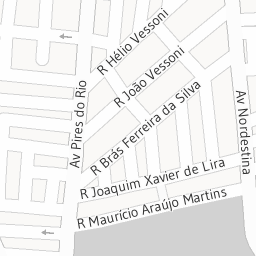 R Hélio Vessoni
R João Vessoni
Av Pires do Rio
R Brás Ferreira da Silva
Av Nordestina
R Joaquim Xavier de Lira
R Maurício Araújo Martins